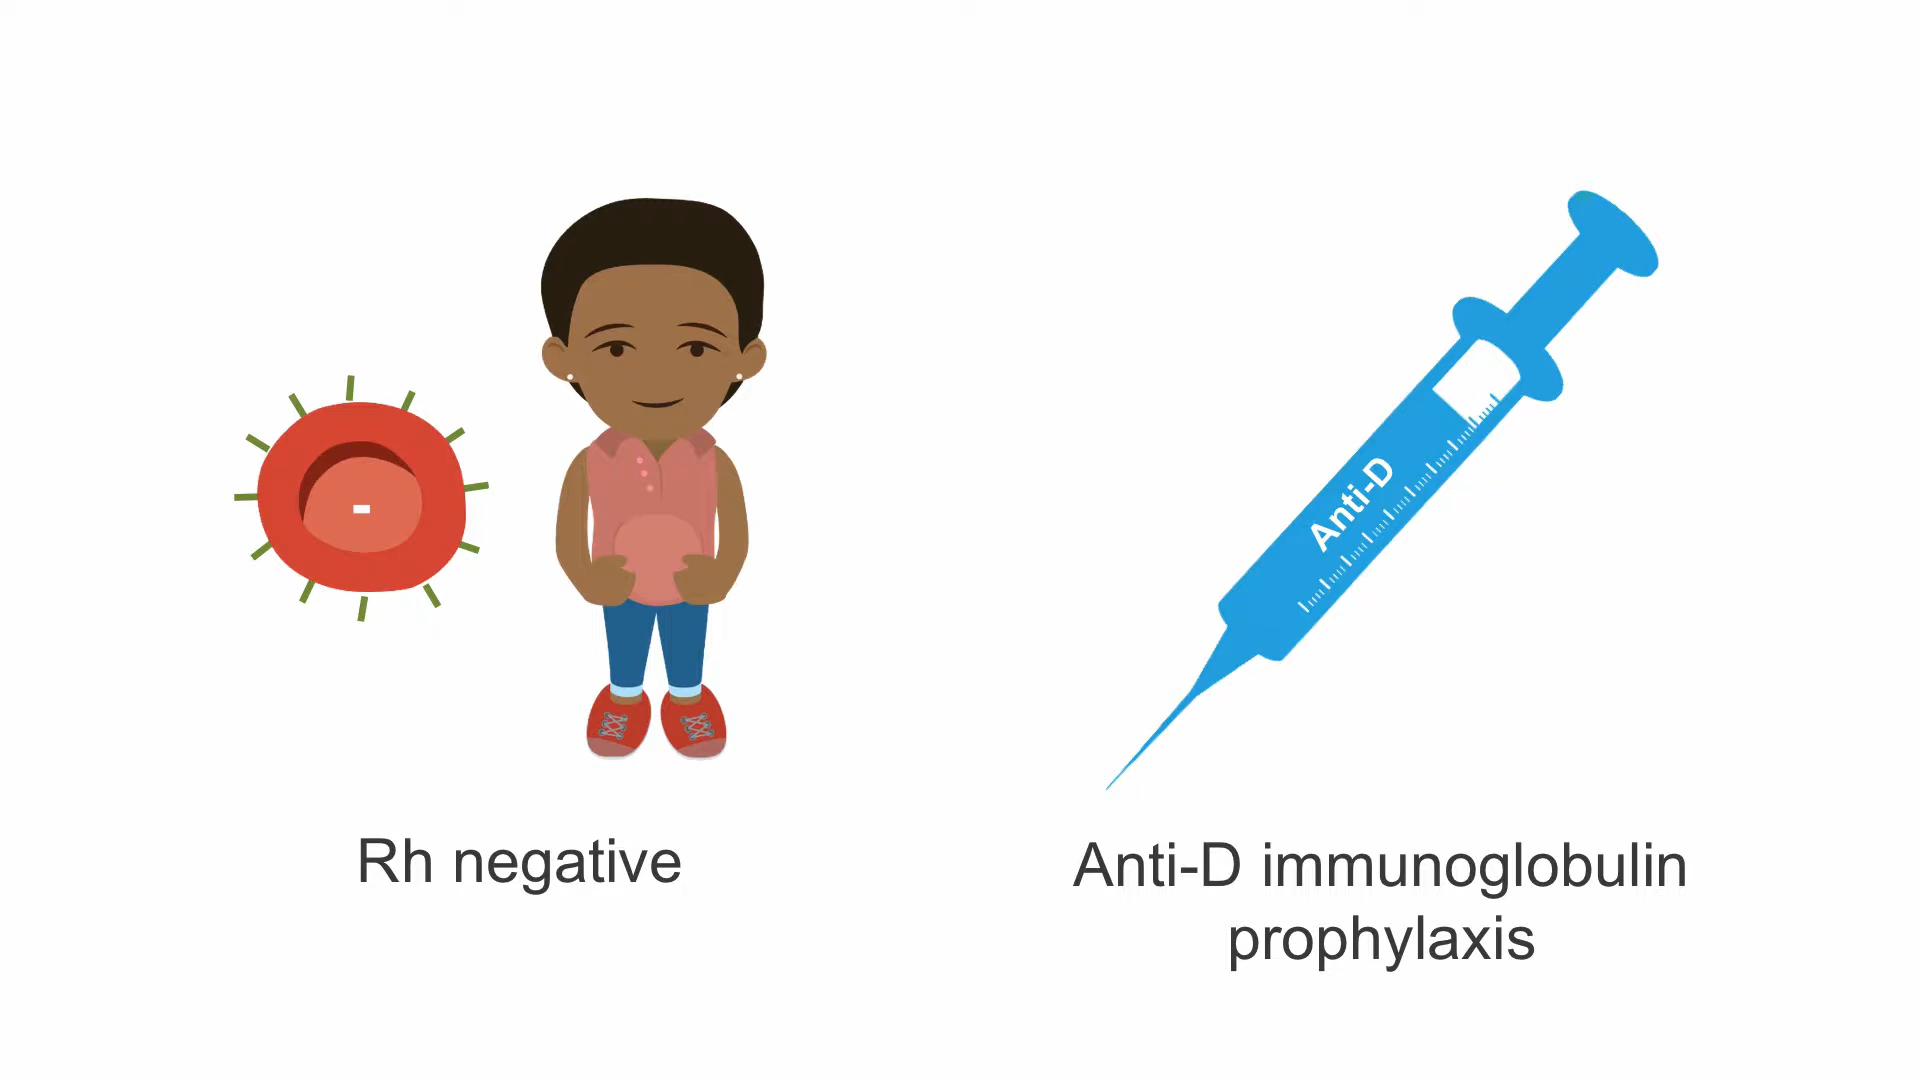 -
Anti-D
Rh negative
Anti-D immunoglobulin
prophylaxis